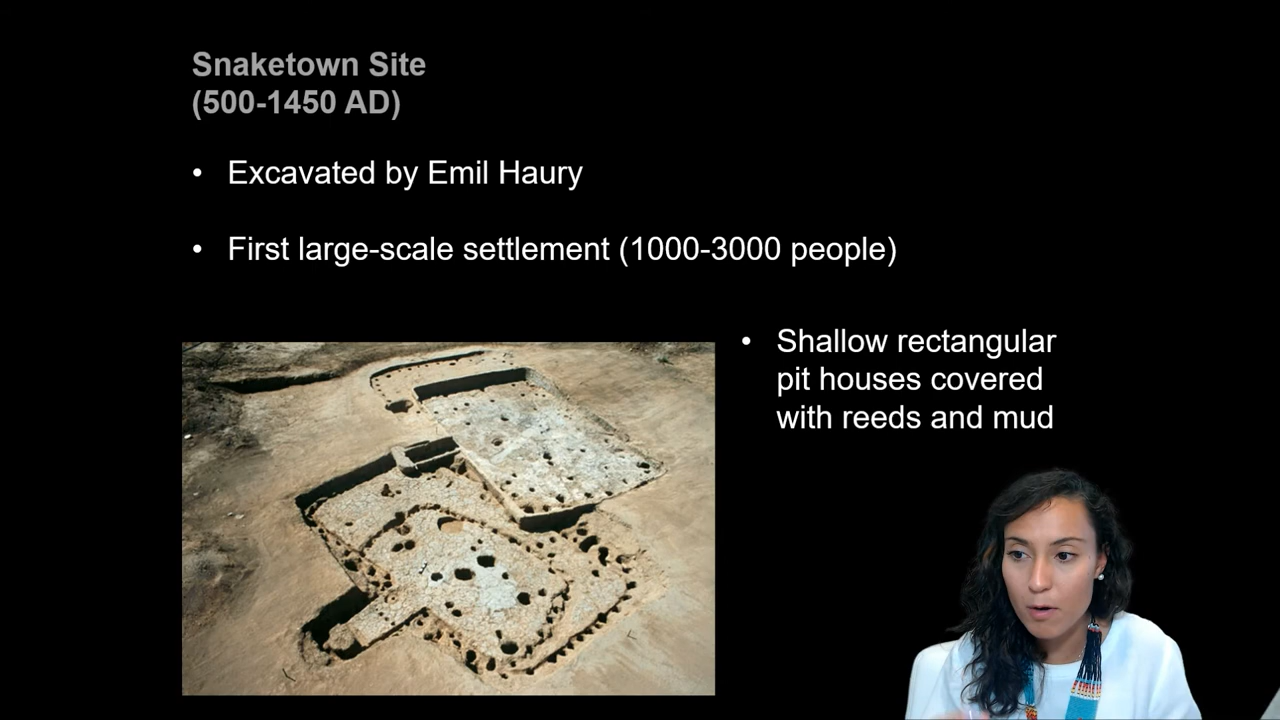 Snaketown Site
(500-1450 AD)
• Excavated by Emil Haury
• First large-scale settlement (1000-3000 people)
• Shallow rectangular
pit houses covered
with reeds and mud